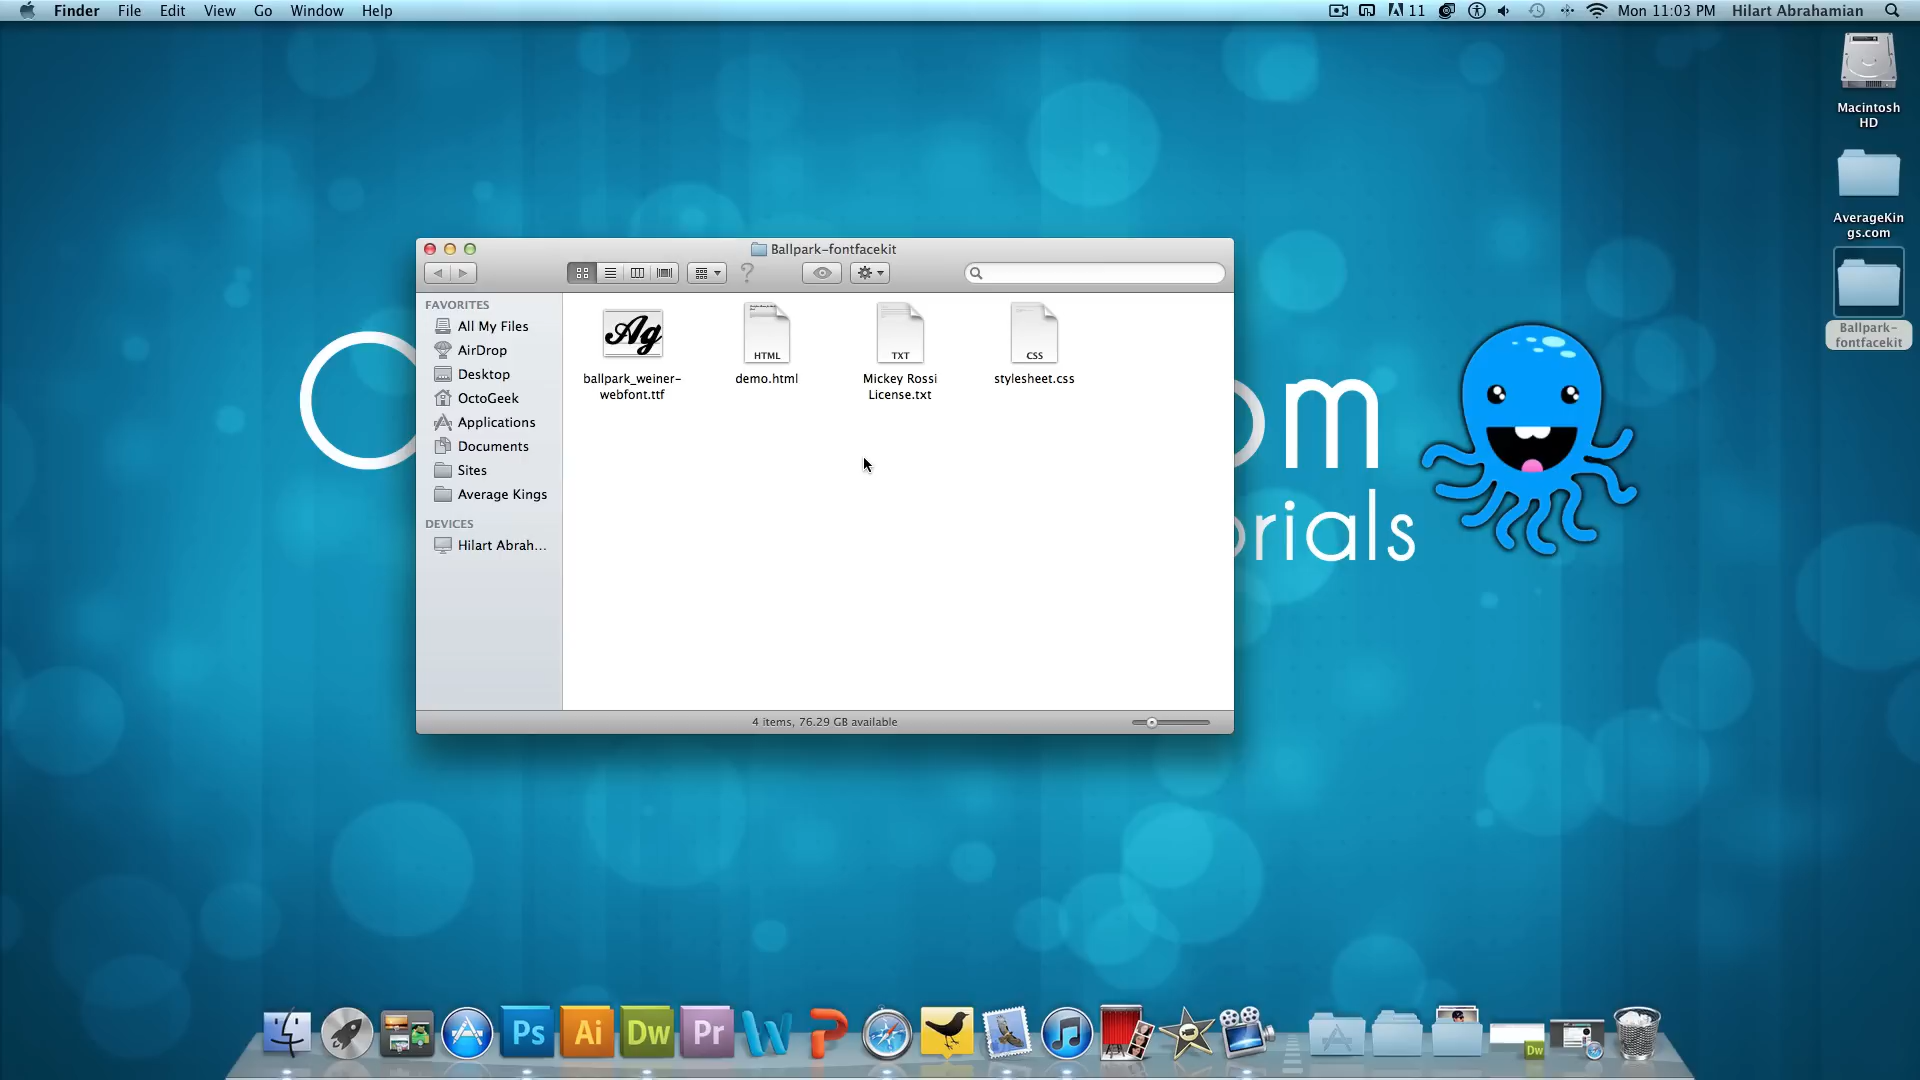 Finder File Edit View Go Window Help
11 Mon 11:03 PM Hilart Abrahamian
Macintosh
HD
AverageKin
gs.com
Ballpark-
fontfacekit
Ballpark-fontfacekit
FAVORITES
All My Files
AirDrop
Desktop
OctoGeek
Applications
Documents
Sites
Average Kings
DEVICES
Hilart Abrah...
Ag
ballpark_weiner-
webfont.ttf
HTML
demo.html
TXT
Mickey Rossi
License.txt
CSS
stylesheet.css
4 items, 76.29 GB available
om
orials
Ps Ai Dw Pr
Dw